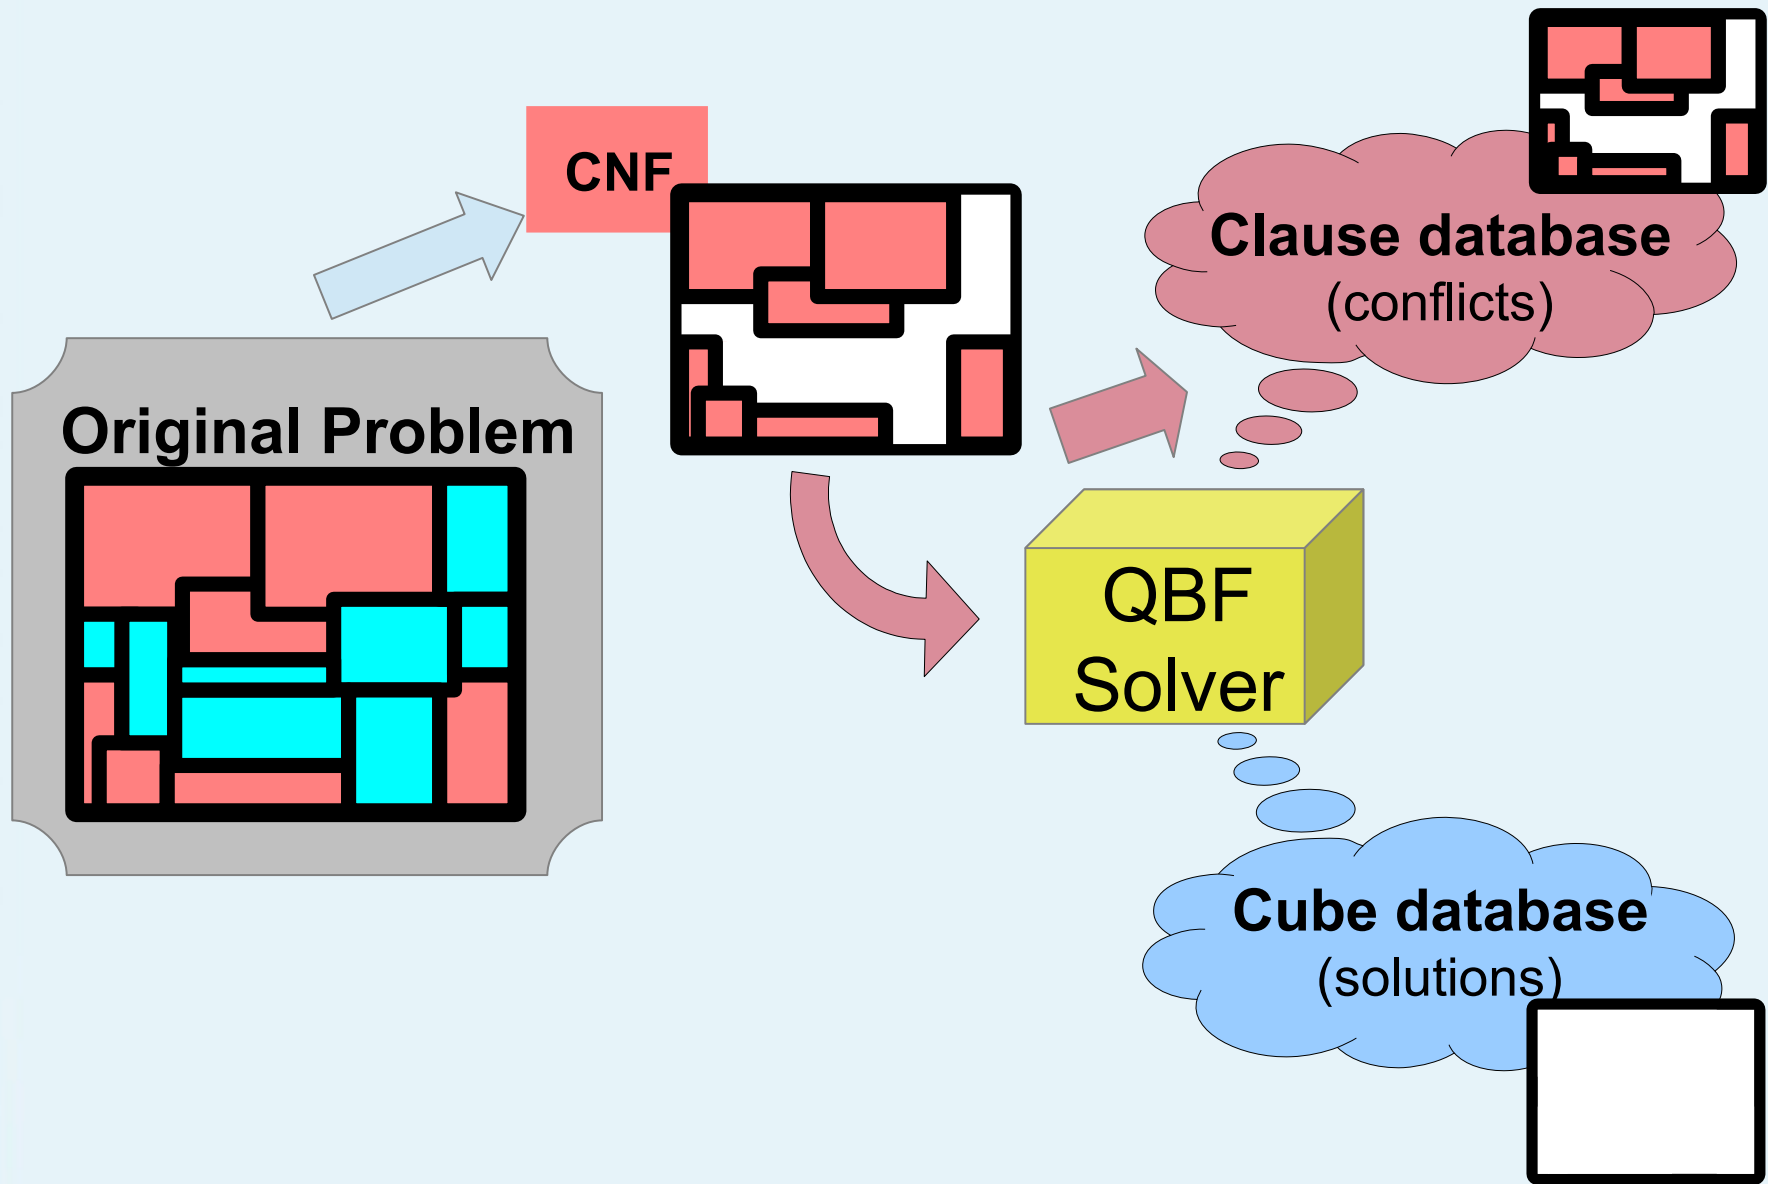 CNF
Clause database
(conflicts)
Original Problem
QBF
Solver
Cube database
(solutions)